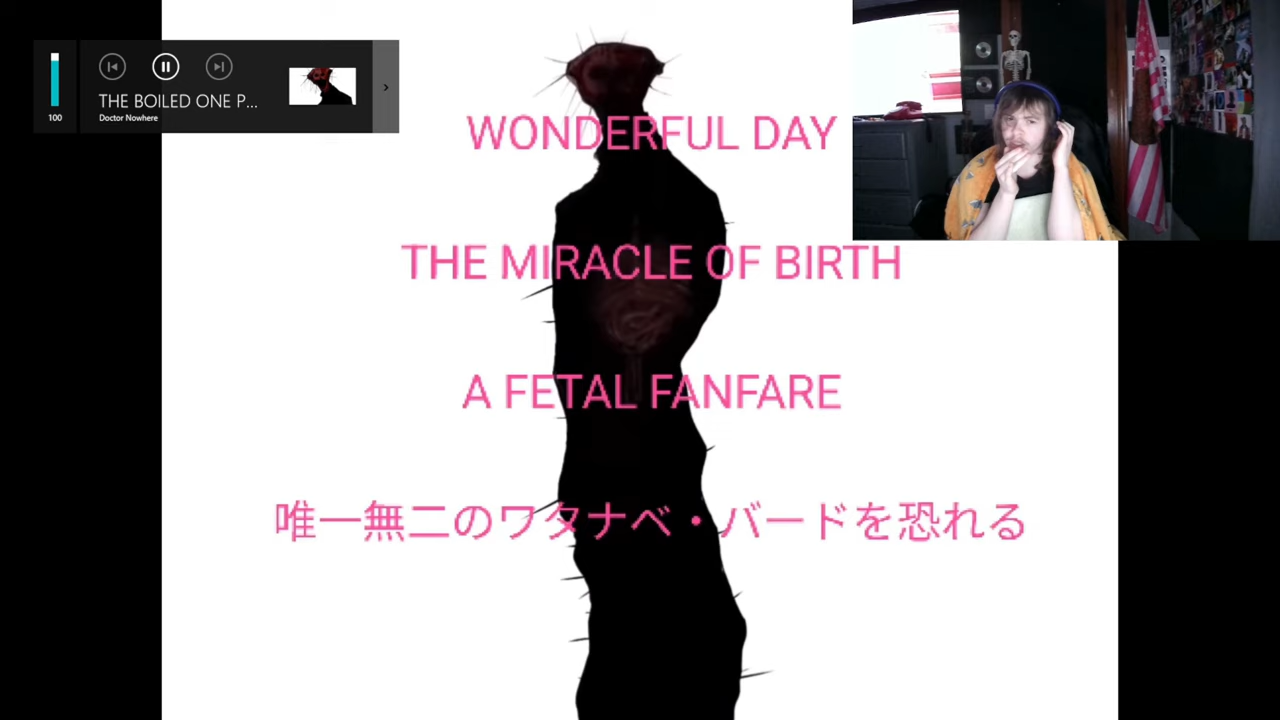 THE BOILED ONE P...
Doctor Nowhere
100
WONDERFUL DAY
THE MIRACLE OF BIRTH
A FETAL FANFARE
唯一無二のワタナベ・バードを恐れる